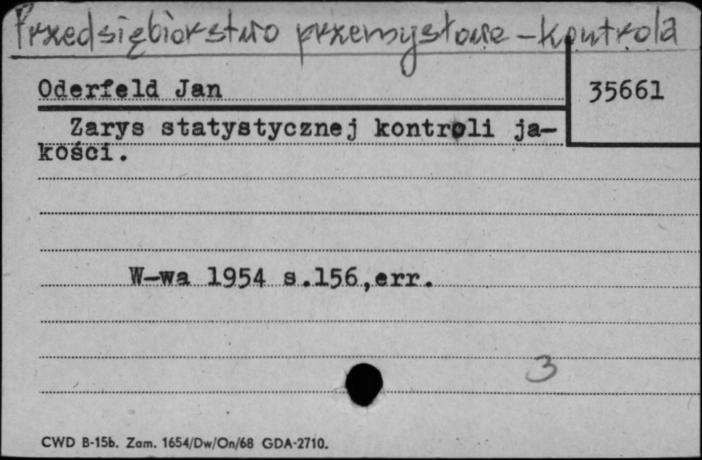 Przedsiębiorstwo przemysłowe - kontrola
Oderfeld Jan
35661
Zarys statystycznej kontroli ja-
kości.
W-wa 1954 s.156,err.
3
CWD B-15b. Zam. 1654/Dw/On/68 GDA-2710.